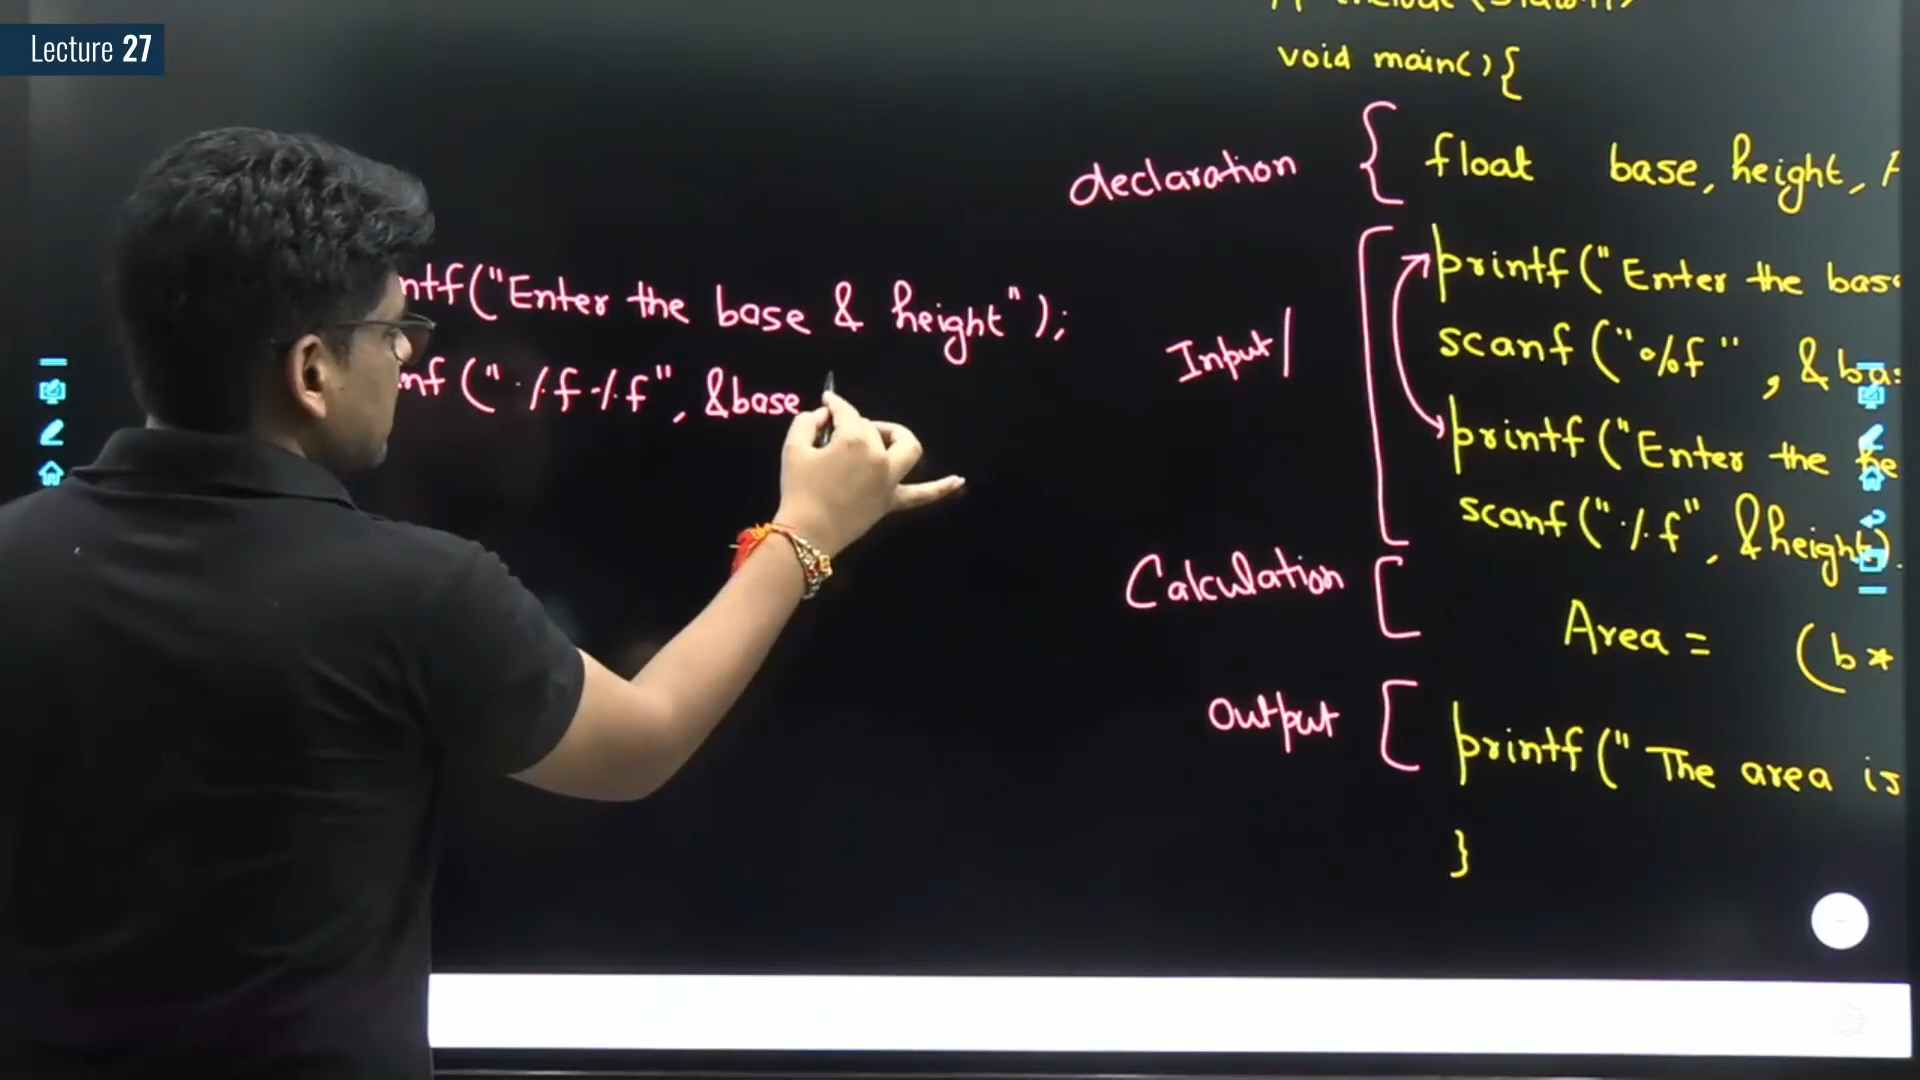 Lecture 27
void main(){
declaration { float base, height,
ntf("Enter the base & height");
printf("Enter the
Input/
scanf("%f", &
nf("%f%f", &base
printf("Enter the
scanf("%f", &height)
Calculation [
Area = (b*
Output [ printf("The area is
}